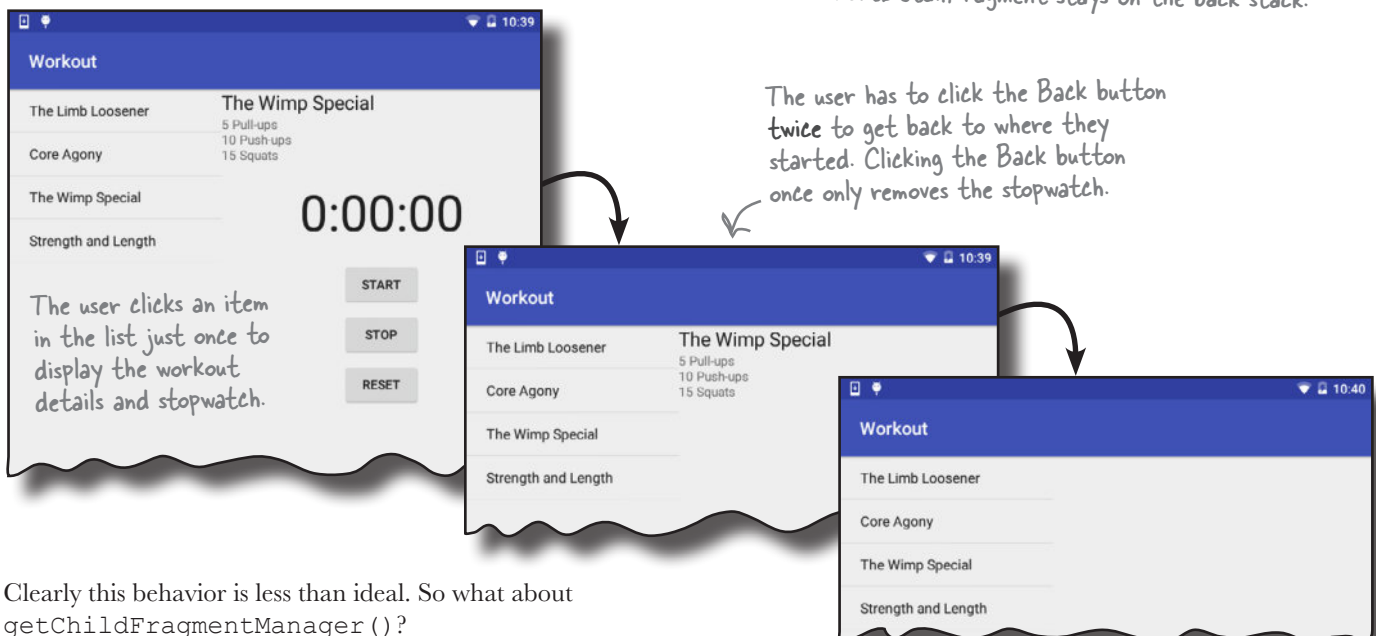 fragment stays on the back stack.
10:39
Workout
The Limb Loosener
Core Agony
The Wimp Special
Strength and Length
The Wimp Special
5 Pull-ups
10 Push-ups
15 Squats
0:00:00
START
STOP
RESET
The user clicks an item
in the list just once to
display the workout
details and stopwatch.
The user has to click the Back button
twice to get back to where they
started. Clicking the Back button
once only removes the stopwatch.
10:39
Workout
The Limb Loosener
Core Agony
The Wimp Special
Strength and Length
The Wimp Special
5 Pull-ups
10 Push-ups
15 Squats
10:40
Workout
The Limb Loosener
Core Agony
The Wimp Special
Strength and Length
Clearly this behavior is less than ideal. So what about
getChildFragmentManager()?